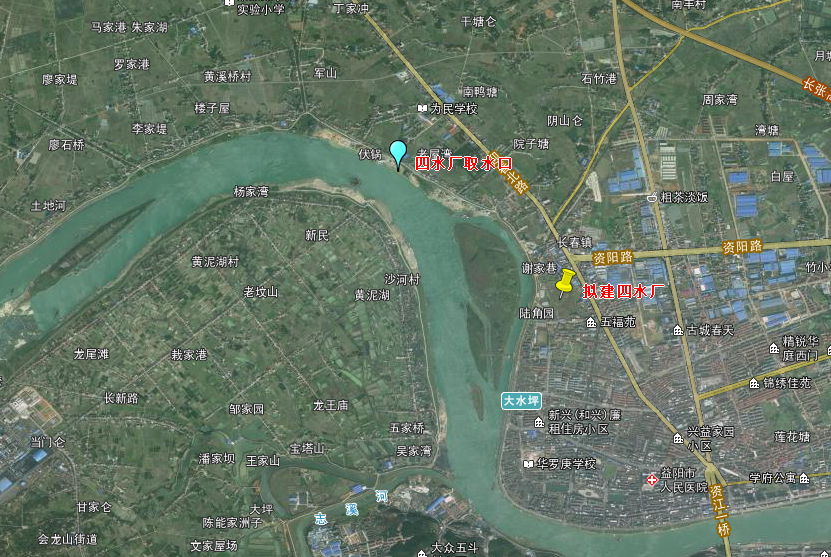 实验小学
丁家冲
南丰村
马家港 朱家湖
干塘仑
罗家港
月塘
廖家堤
黄溪桥村
军山
石竹港
长张高
南鸭塘
周家湾
楼子屋
为民学校
李家堤
阴山仑
湾塘
廖石桥
伏锅
老屋湾
院子塘
四水厂取水口
白屋
杨家湾
粗茶淡饭
土地河
新民
长春镇
资阳路
资阳路
黄泥湖村
沙河村
谢家巷
竹小
老坟山
黄泥湖
拟建四水厂
陆角园
五福苑
古城春天
龙尾滩
栽家港
精锐华
庭西门
锦绣佳苑
长新路
邹家园
龙王庙
大水坪
新兴(和兴)廉
租住房小区
当门仑
五家桥
兴益家园
小区
莲花塘
潘家坝
王家山
宝塔山
吴家湾
华罗庚学校
益阳市
人民医院
学府公寓
甘家仑
大坪
志溪河
资江一桥
陈能家洲子
会龙山街道
文家屋场
大众五斗